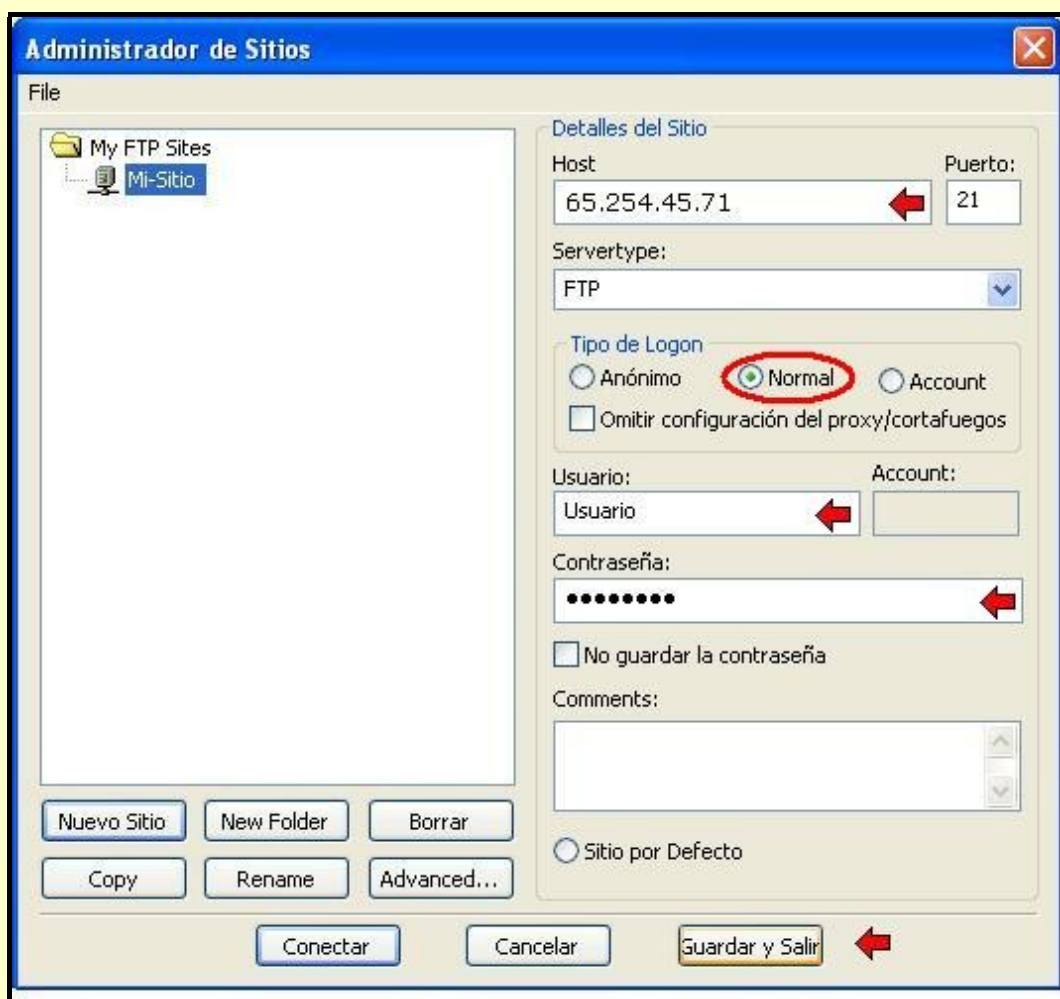 Administrador de Sitios
File
My FTP Sites
Mi-Sitio
Detalles del Sitio
Host Puerto:
65.254.45.71 21
Servertype:
FTP
Tipo de Logon
Anónimo Normal Account
Omitir configuración del proxy/cortafuegos
Usuario: Account:
Usuario
Contraseña:
••••••••
No guardar la contraseña
Comments:
Sitio por Defecto
Nuevo Sitio New Folder Borrar
Copy Rename Advanced...
Conectar Cancelar Guardar y Salir